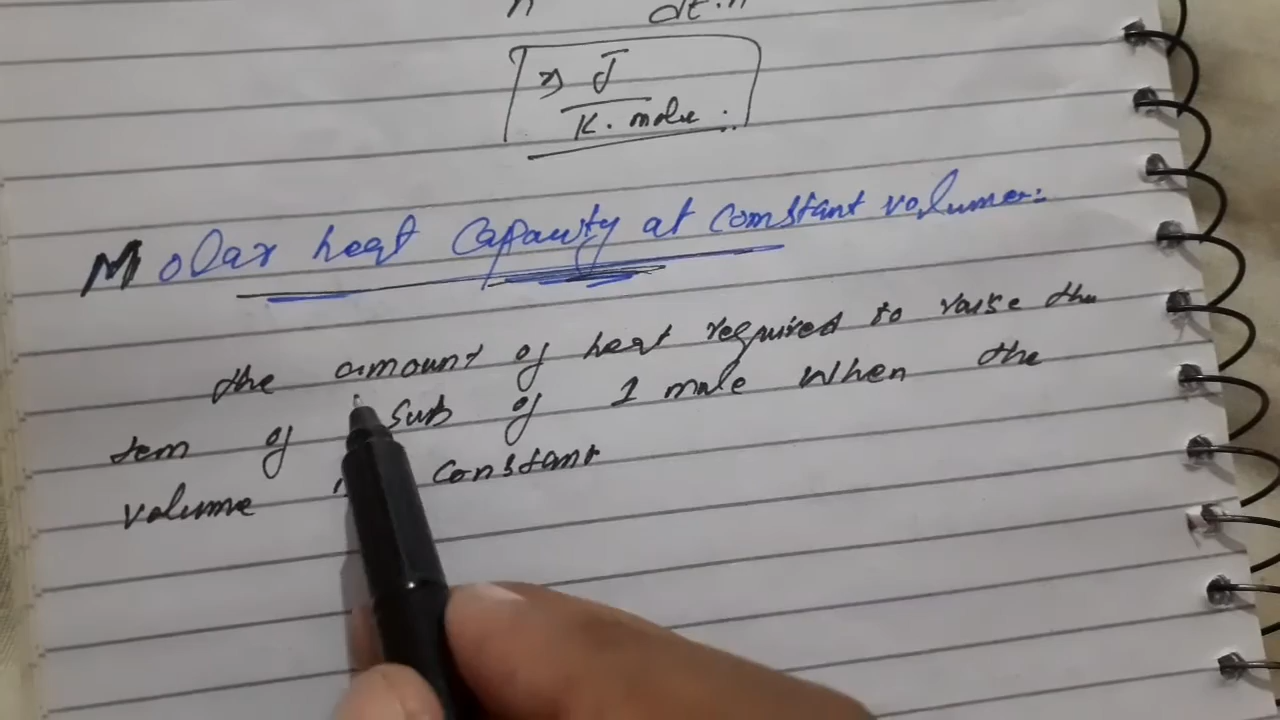 n dt.n
⇒ J
K. mole
Molar heat capacity at constant volume:
the amount of heat required to raise the
tem of sub of 1 mole when the
volume constant